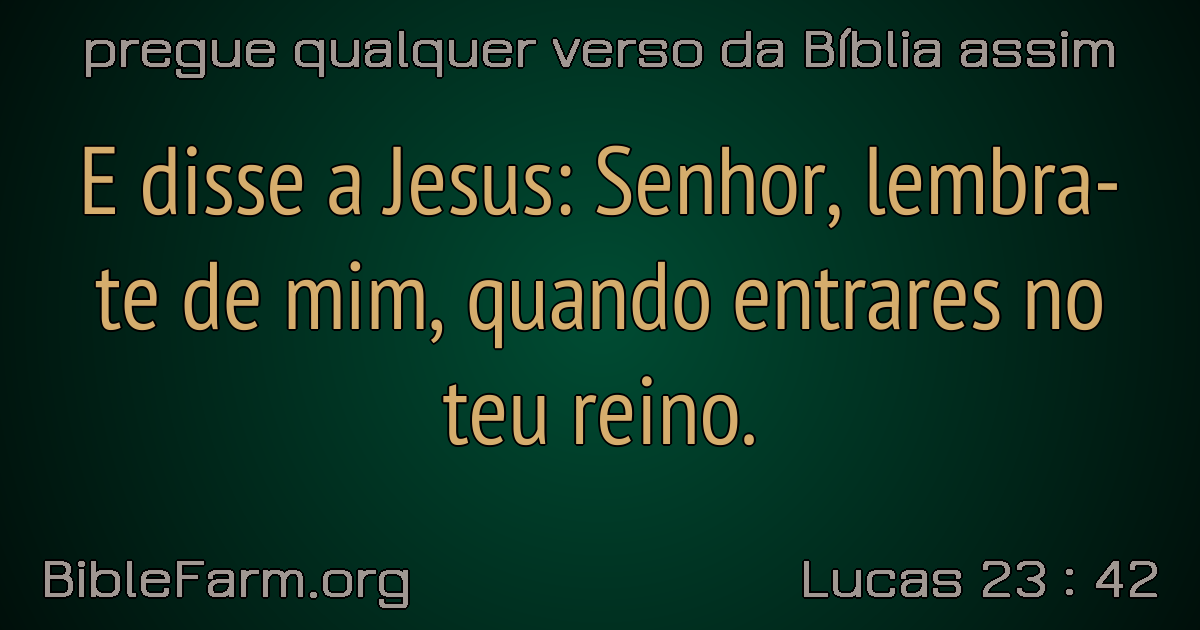 pregue qualquer verso da Bíblia assim
E disse a Jesus: Senhor, lembra-
te de mim, quando entrares no
teu reino.
BibleFarm.org
Lucas 23 : 42